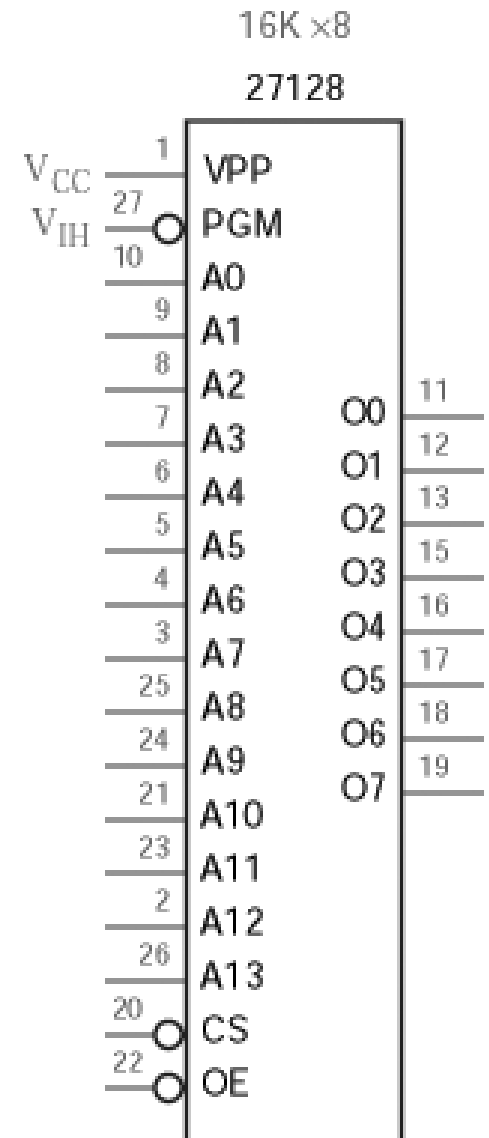 16K ×8
27128
V_CC 1 VPP
V_IH 27 PGM
10 A0
9 A1
8 A2
7 A3
6 A4
5 A5
4 A6
3 A7
25 A8
24 A9
21 A10
23 A11
2 A12
26 A13
20 CS
22 OE
O0 11
O1 12
O2 13
O3 15
O4 16
O5 17
O6 18
O7 19